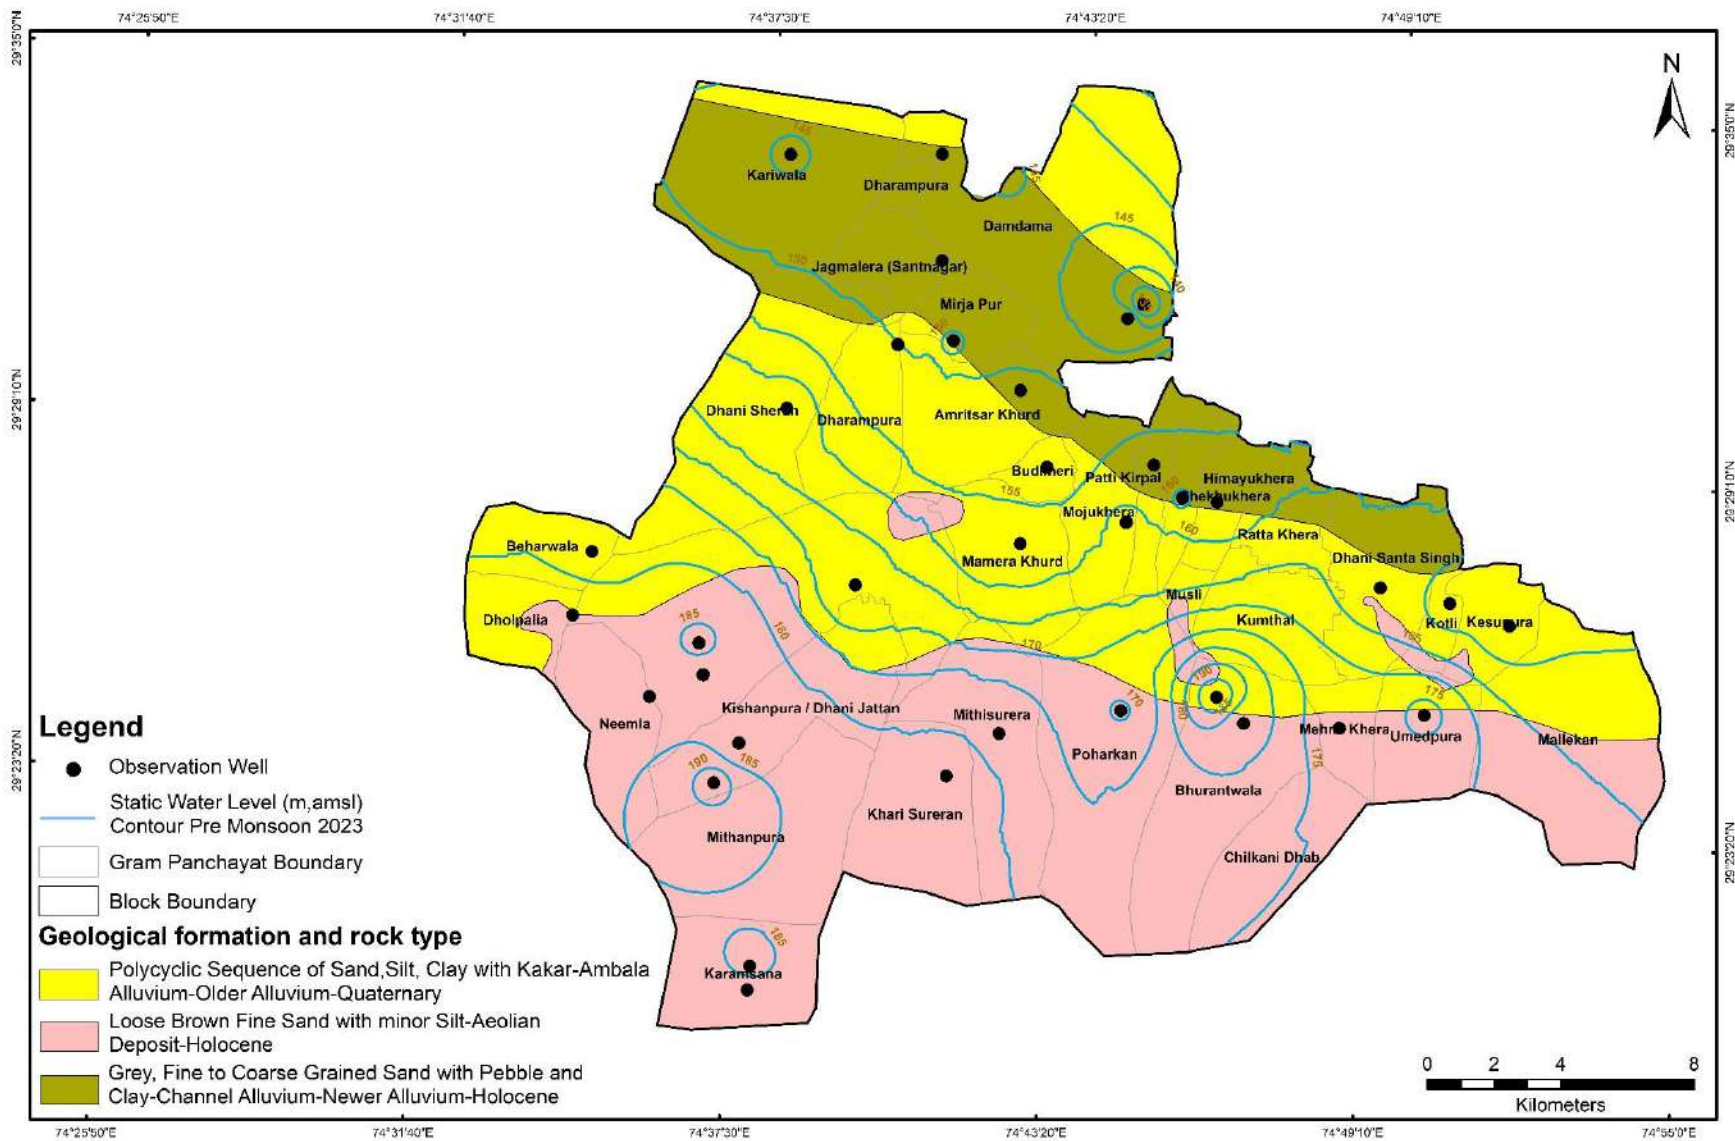 74°25'50"E 74°31'40"E 74°37'30"E 74°43'20"E 74°49'10"E
29°35'0"N
N
29°35'0"N
145
Kariwala
Dharampura
145
Damdama
145
150
Jagmalera (Santnagar)
140
Mirja Pur
29°29'10"N
Dhani Sheran
Dharampura
Amritsar Khurd
Budhheri
Patti Kirpal
Himayukhera
160
Shekhukhera
155
29°29'10"N
Mojukhera
160
Ratta Khera
Beharwala
Mamera Khurd
Dhani Santa Singh
Musli
Dholpalia
185
180
Kumthal
165
Kotli
Kesupura
170
190
175
Neemla
Kishanpura / Dhani Jattan
Mithisurera
170
180
Mehna Khera
Umedpura
Mallekan
29°23'20"N
190
185
Poharkan
175
Bhurantwala
Khari Sureran
Mithanpura
Chilkani Dhab
29°23'20"N
185
Karamsana
Legend
Observation Well
Static Water Level (m,amsl)
Contour Pre Monsoon 2023
Gram Panchayat Boundary
Block Boundary
Geological formation and rock type
Polycyclic Sequence of Sand,Silt, Clay with Kakar-Ambala
Alluvium-Older Alluvium-Quaternary
Loose Brown Fine Sand with minor Silt-Aeolian
Deposit-Holocene
Grey, Fine to Coarse Grained Sand with Pebble and
Clay-Channel Alluvium-Newer Alluvium-Holocene
0 2 4 8
Kilometers
74°25'50"E 74°31'40"E 74°37'30"E 74°43'20"E 74°49'10"E 74°55'0"E